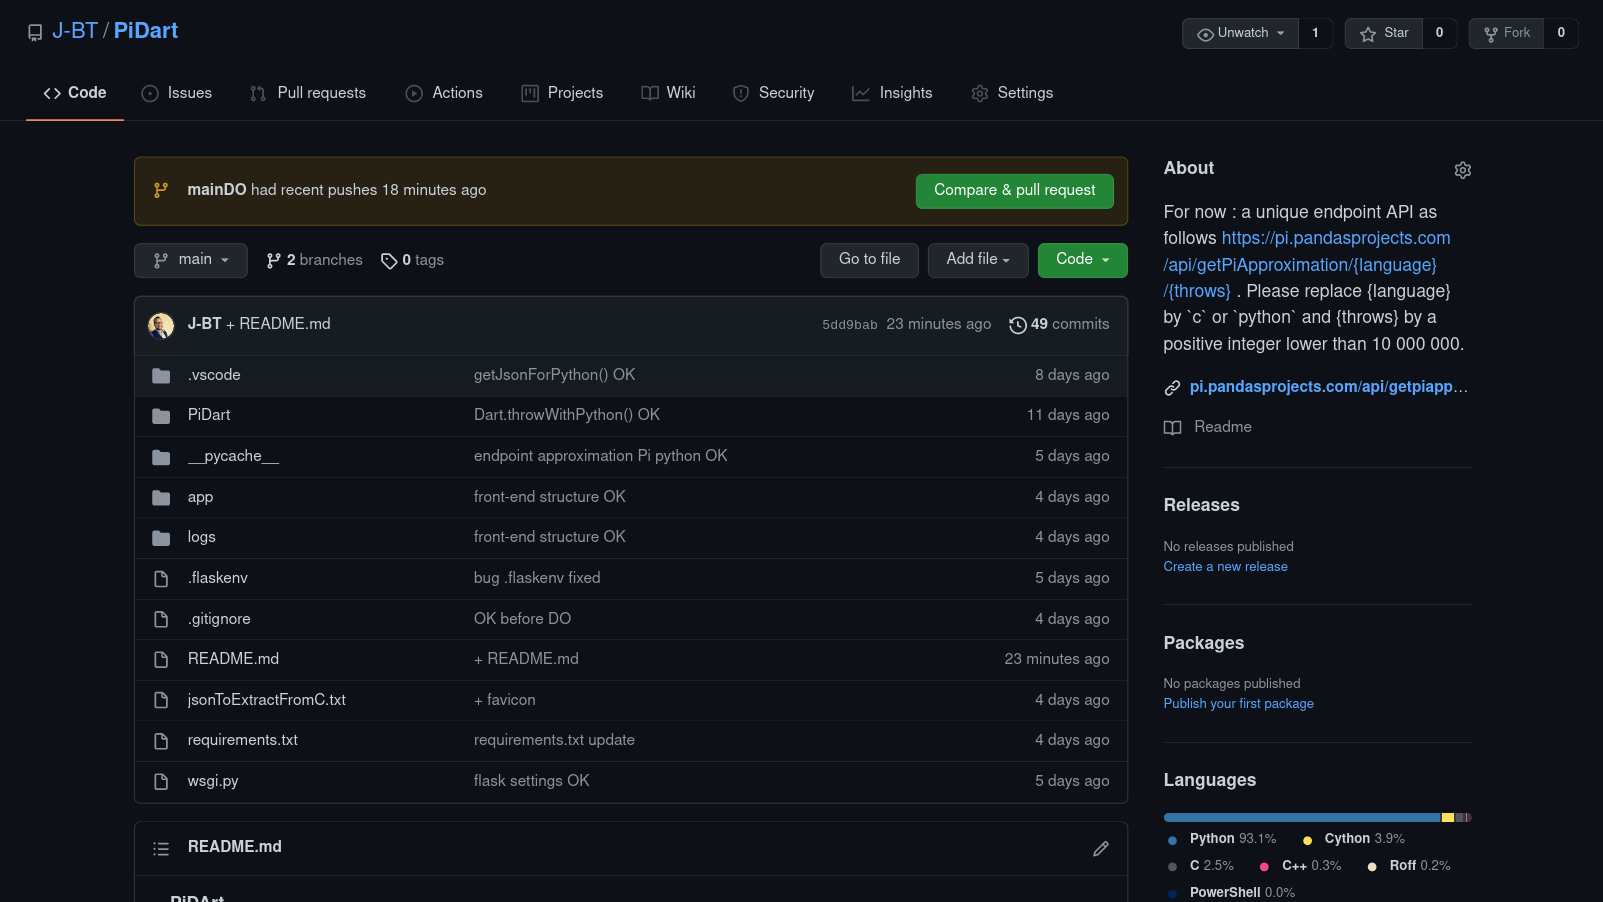 J-BT / PiDart
Unwatch 1 Star 0 Fork 0
Code Issues Pull requests Actions Projects Wiki Security Insights Settings
mainDO had recent pushes 18 minutes ago Compare & pull request
main 2 branches 0 tags Go to file Add file Code
J-BT + README.md 5dd9bab 23 minutes ago 49 commits
.vscode getJsonForPython() OK 8 days ago
PiDart Dart.throwWithPython() OK 11 days ago
__pycache__ endpoint approximation Pi python OK 5 days ago
app front-end structure OK 4 days ago
logs front-end structure OK 4 days ago
.flaskenv bug .flaskenv fixed 5 days ago
.gitignore OK before DO 4 days ago
README.md + README.md 23 minutes ago
jsonToExtractFromC.txt + favicon 4 days ago
requirements.txt requirements.txt update 4 days ago
wsgi.py flask settings OK 5 days ago
README.md
PiDArt
About
For now : a unique endpoint API as
follows https://pi.pandasprojects.com
/api/getPiApproximation/{language}
/{throws} . Please replace {language}
by `c` or `python` and {throws} by a
positive integer lower than 10 000 000.
pi.pandasprojects.com/api/getpiapp…
Readme
Releases
No releases published
Create a new release
Packages
No packages published
Publish your first package
Languages
Python 93.1% Cython 3.9%
C 2.5% C++ 0.3% Roff 0.2%
PowerShell 0.0%